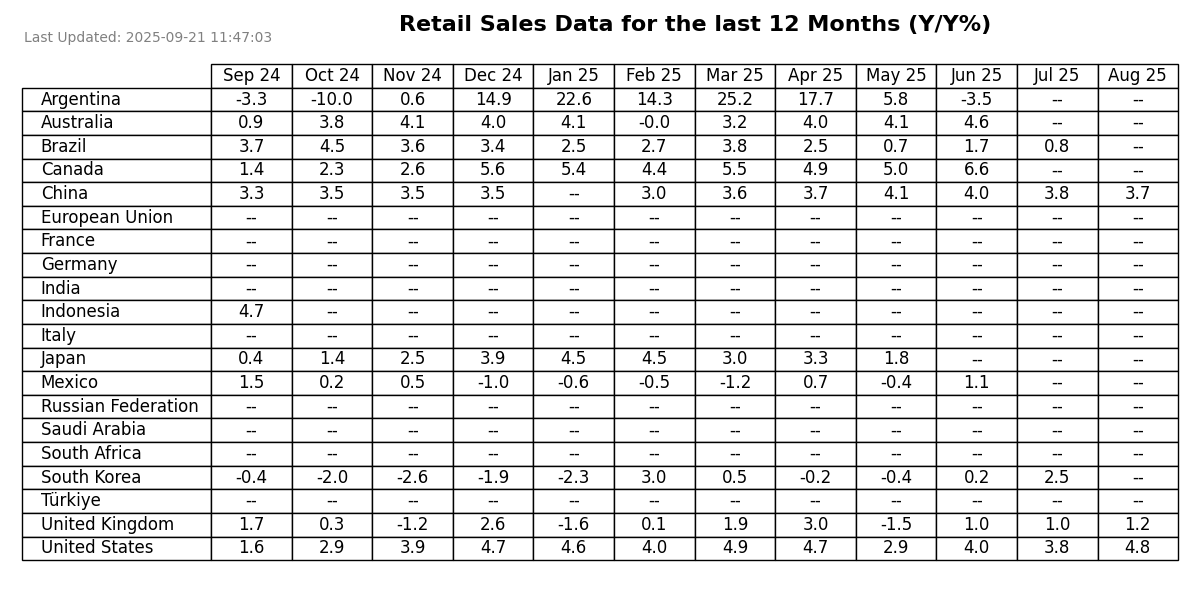 Retail Sales Data for the last 12 Months (Y/Y%)
Last Updated: 2025-09-21 11:47:03
Sep 24 Oct 24 Nov 24 Dec 24 Jan 25 Feb 25 Mar 25 Apr 25 May 25 Jun 25 Jul 25 Aug 25
Argentina -3.3 -10.0 0.6 14.9 22.6 14.3 25.2 17.7 5.8 -3.5 -- --
Australia 0.9 3.8 4.1 4.0 4.1 -0.0 3.2 4.0 4.1 4.6 -- --
Brazil 3.7 4.5 3.6 3.4 2.5 2.7 3.8 2.5 0.7 1.7 0.8 --
Canada 1.4 2.3 2.6 5.6 5.4 4.4 5.5 4.9 5.0 6.6 -- --
China 3.3 3.5 3.5 3.5 -- 3.0 3.6 3.7 4.1 4.0 3.8 3.7
European Union -- -- -- -- -- -- -- -- -- -- -- --
France -- -- -- -- -- -- -- -- -- -- -- --
Germany -- -- -- -- -- -- -- -- -- -- -- --
India -- -- -- -- -- -- -- -- -- -- -- --
Indonesia 4.7 -- -- -- -- -- -- -- -- -- -- --
Italy -- -- -- -- -- -- -- -- -- -- -- --
Japan 0.4 1.4 2.5 3.9 4.5 4.5 3.0 3.3 1.8 -- -- --
Mexico 1.5 0.2 0.5 -1.0 -0.6 -0.5 -1.2 0.7 -0.4 1.1 -- --
Russian Federation -- -- -- -- -- -- -- -- -- -- -- --
Saudi Arabia -- -- -- -- -- -- -- -- -- -- -- --
South Africa -- -- -- -- -- -- -- -- -- -- -- --
South Korea -0.4 -2.0 -2.6 -1.9 -2.3 3.0 0.5 -0.2 -0.4 0.2 2.5 --
Türkiye -- -- -- -- -- -- -- -- -- -- -- --
United Kingdom 1.7 0.3 -1.2 2.6 -1.6 0.1 1.9 3.0 -1.5 1.0 1.0 1.2
United States 1.6 2.9 3.9 4.7 4.6 4.0 4.9 4.7 2.9 4.0 3.8 4.8